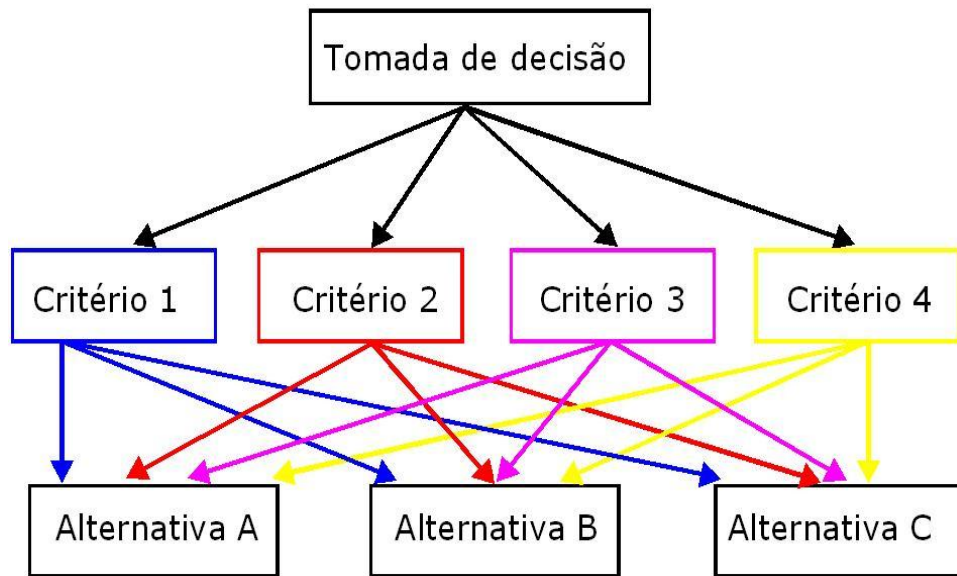 Tomada de decisão
Critério 1
Critério 2
Critério 3
Critério 4
Alternativa A
Alternativa B
Alternativa C